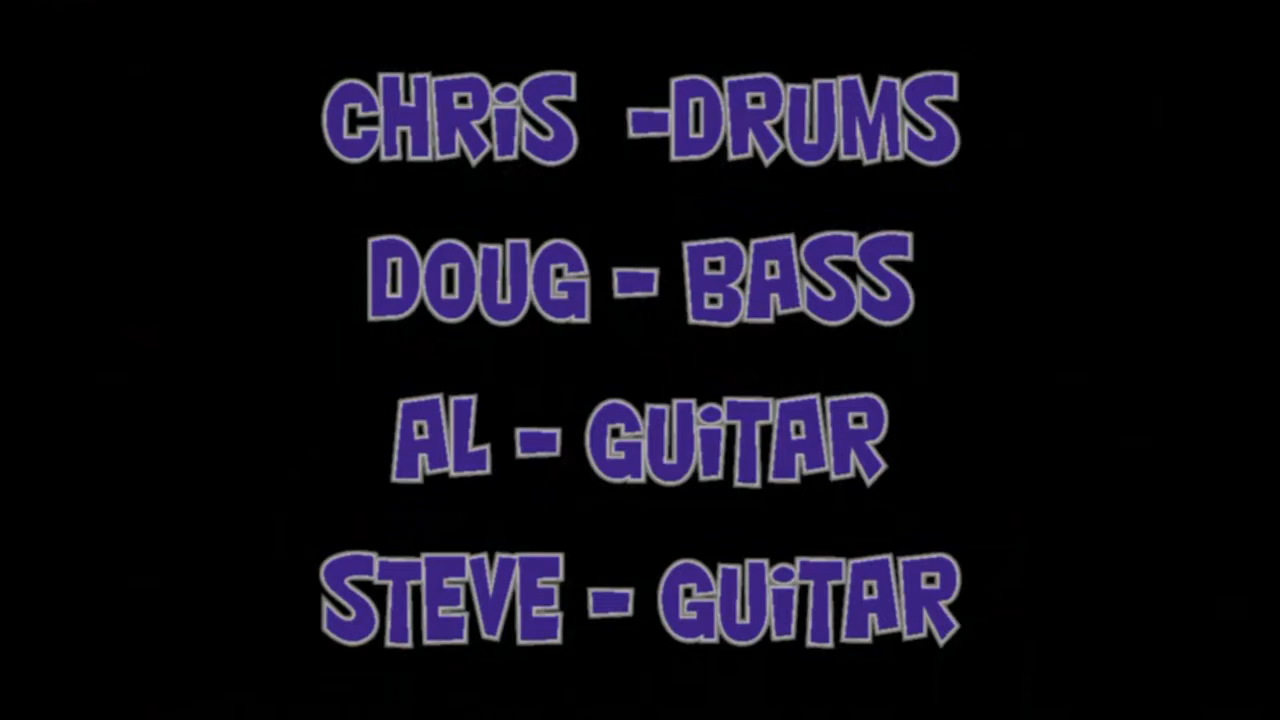 CHRiS -DRUMS
DOUG - BASS
AL - GUiTAR
STEVE - GUiTAR